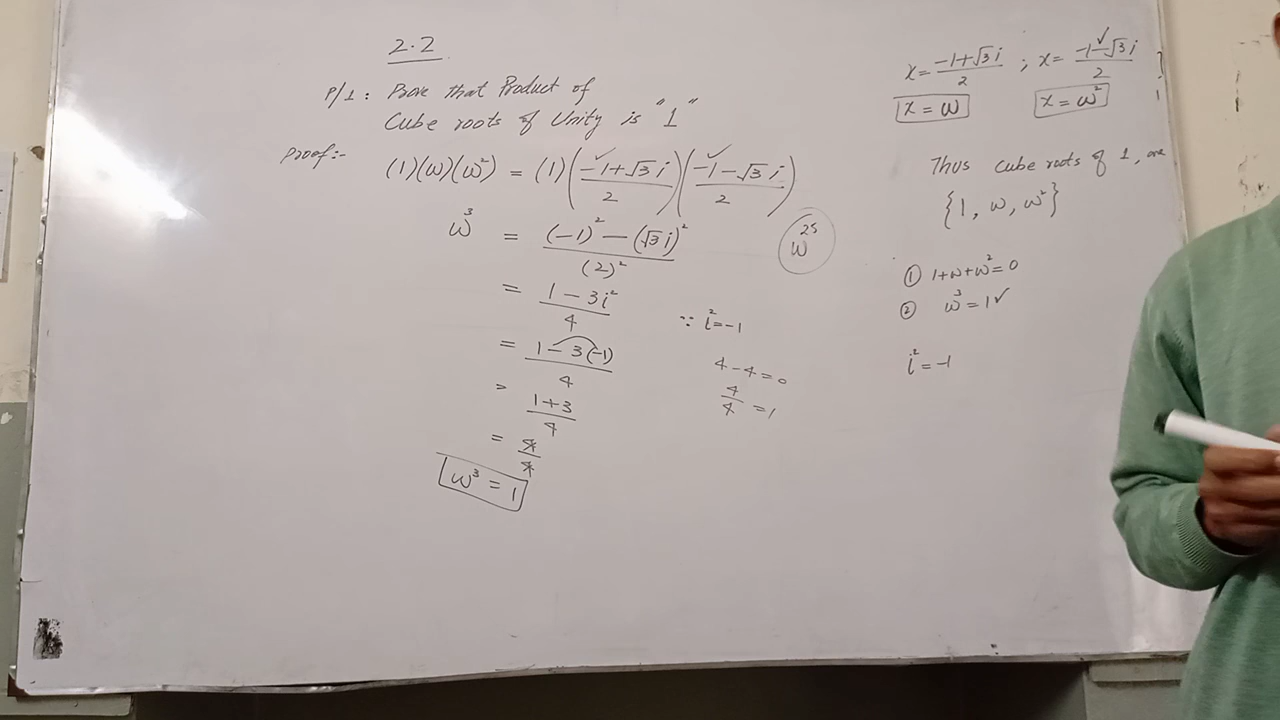 2.2
P/1: Prove that Product of
Cube roots of Unity is "1"
Proof:-
(1)(ω)(ω²) = (1)((-1+√3 i)/2)((-1-√3 i)/2)
ω³ = ((-1)² - (√3 i)²)/(2)²
= (1 - 3i²)/4
∵ i² = -1
= (1 - 3(-1))/4
= (1+3)/4
= 4/4
ω³ = 1
ω²⁵
4 - 4 = 0
4/4 = 1
x = (-1+√3 i)/2 ; x = (-1-√3 i)/2
x = ω
x = ω²
Thus cube roots of 1, are
{1, ω, ω²}
① 1+ω+ω² = 0
② ω³ = 1 ✓
i² = -1